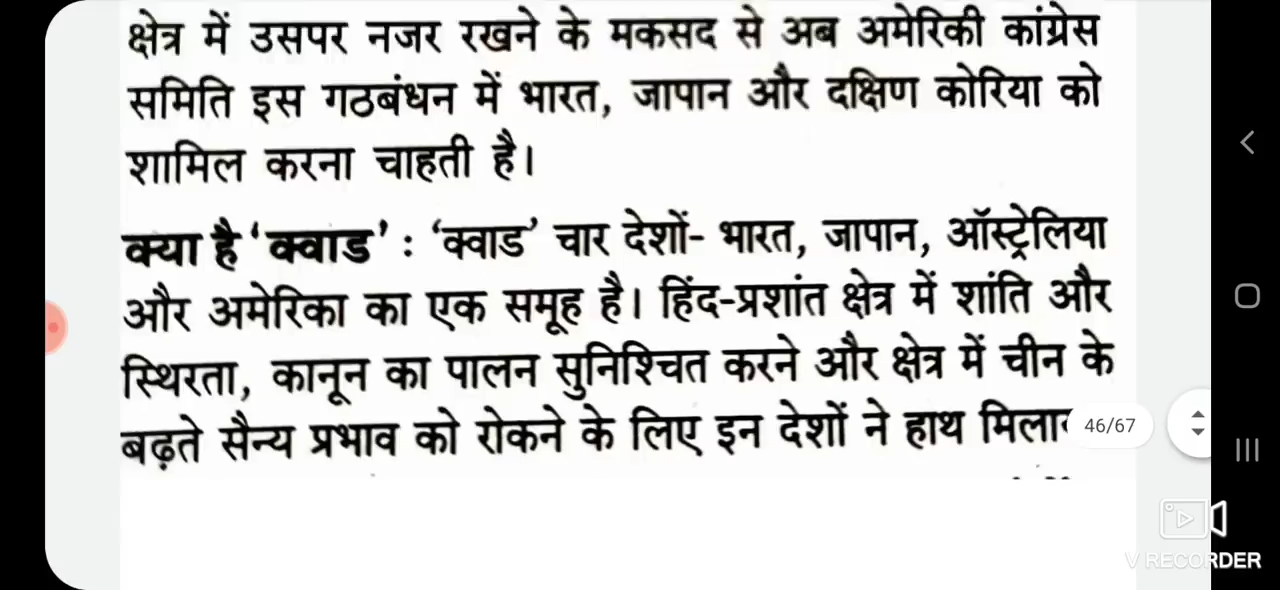 क्षेत्र में उसपर नजर रखने के मकसद से अब अमेरिकी कांग्रेस
समिति इस गठबंधन में भारत, जापान और दक्षिण कोरिया को
शामिल करना चाहती है।
क्या है ‘क्वाड’ : ‘क्वाड’ चार देशों- भारत, जापान, ऑस्ट्रेलिया
और अमेरिका का एक समूह है। हिंद-प्रशांत क्षेत्र में शांति और
स्थिरता, कानून का पालन सुनिश्चित करने और क्षेत्र में चीन के
बढ़ते सैन्य प्रभाव को रोकने के लिए इन देशों ने हाथ
46/67
V RECORDER